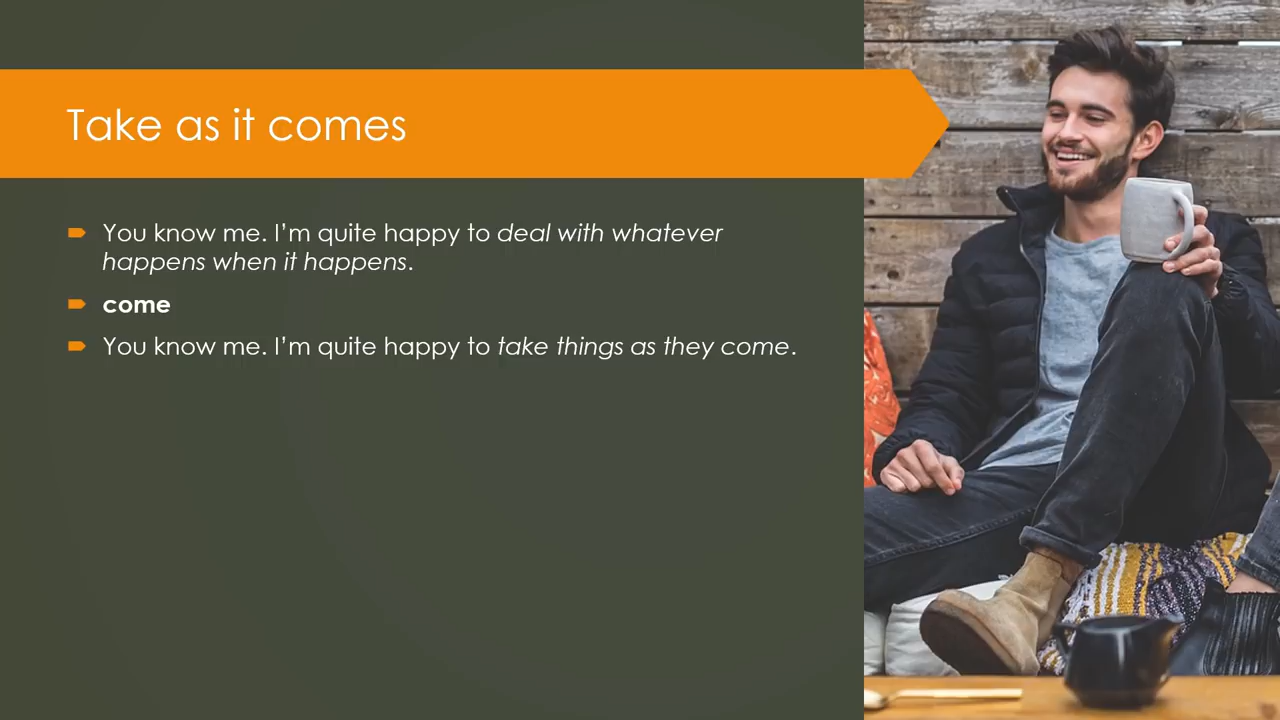 Take as it comes
You know me. I’m quite happy to deal with whatever
happens when it happens.
come
You know me. I’m quite happy to take things as they come.